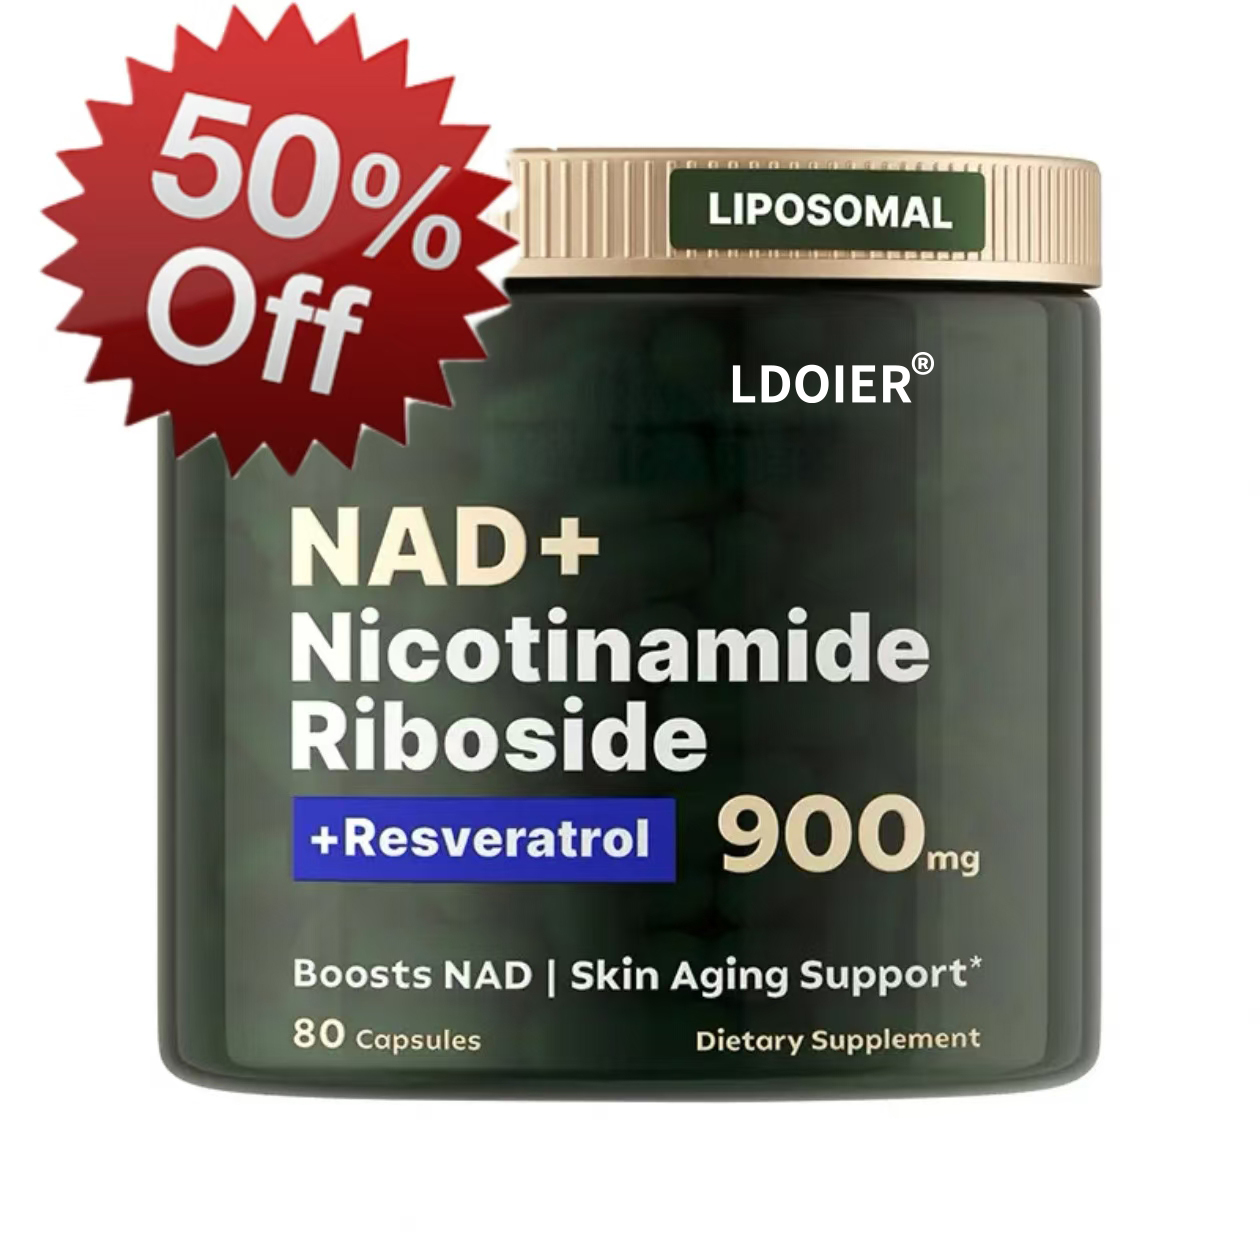 50%
Off
LIPOSOMAL
LDOIER®
NAD+
Nicotinamide
Riboside
+Resveratrol 900mg
Boosts NAD | Skin Aging Support*
80 Capsules Dietary Supplement